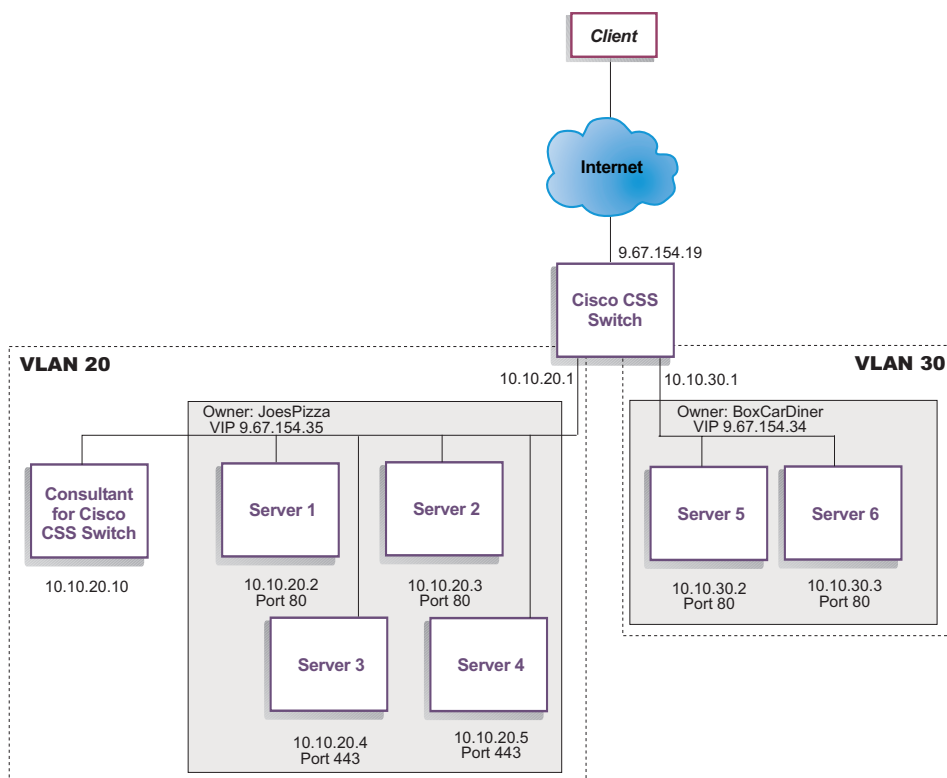 Client
Internet
9.67.154.19
Cisco CSS
Switch
VLAN 20
VLAN 30
10.10.20.1
10.10.30.1
Owner: JoesPizza
VIP 9.67.154.35
Owner: BoxCarDiner
VIP 9.67.154.34
Consultant
for Cisco
CSS Switch
10.10.20.10
Server 1
10.10.20.2
Port 80
Server 2
10.10.20.3
Port 80
Server 5
10.10.30.2
Port 80
Server 6
10.10.30.3
Port 80
Server 3
10.10.20.4
Port 443
Server 4
10.10.20.5
Port 443